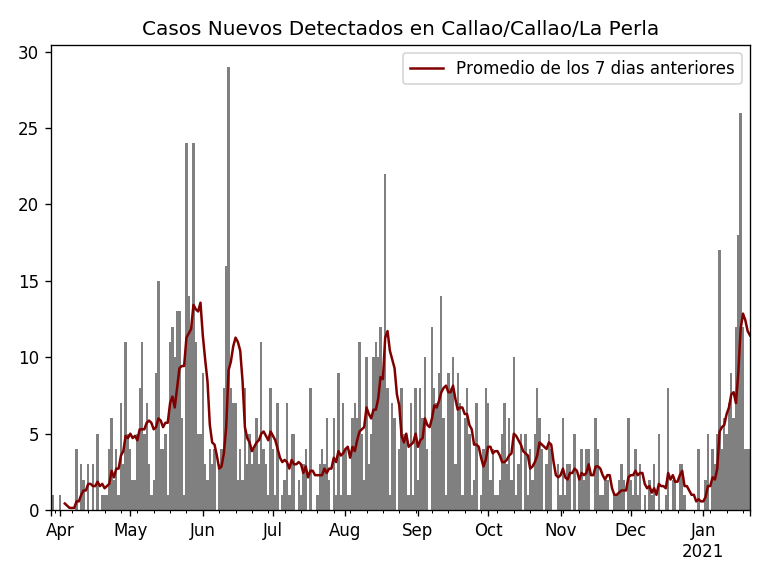 Casos Nuevos Detectados en Callao/Callao/La Perla
Promedio de los 7 dias anteriores
30
25
20
15
10
5
0
Apr May Jun Jul Aug Sep Oct Nov Dec Jan
2021